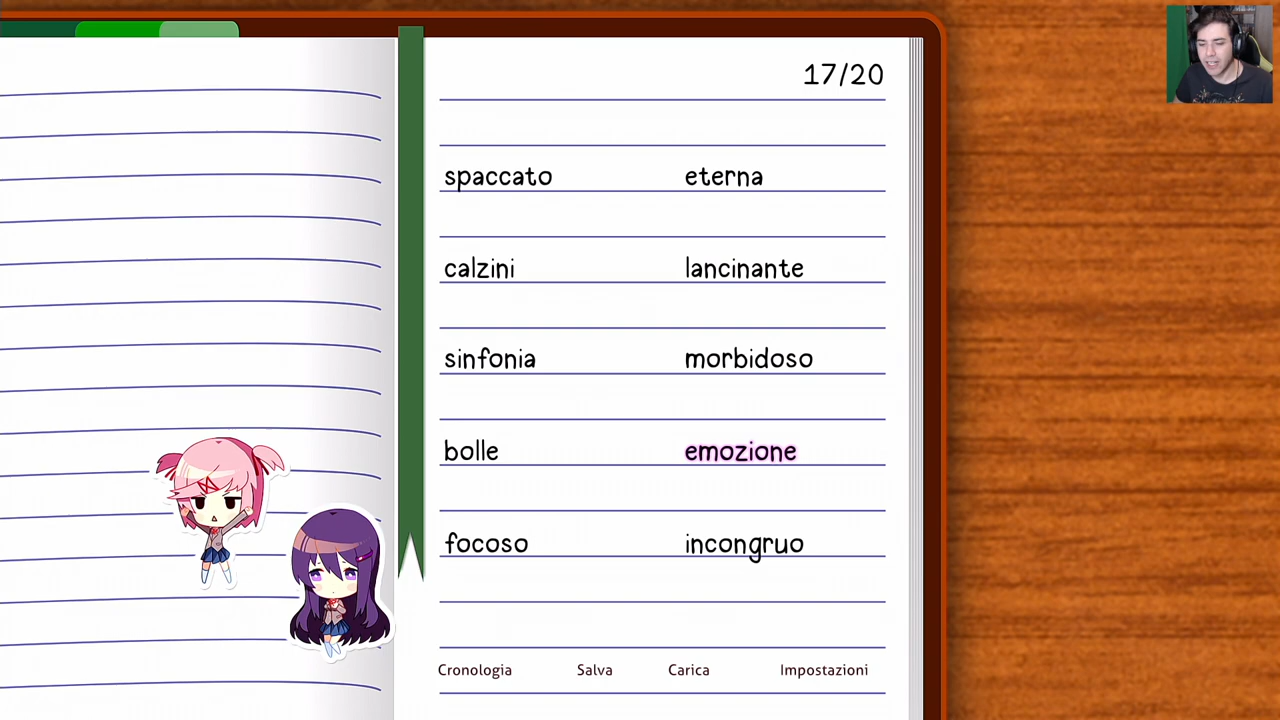 17/20
spaccato eterna
calzini lancinante
sinfonia morbidoso
bolle emozione
focoso incongruo
Cronologia Salva Carica Impostazioni